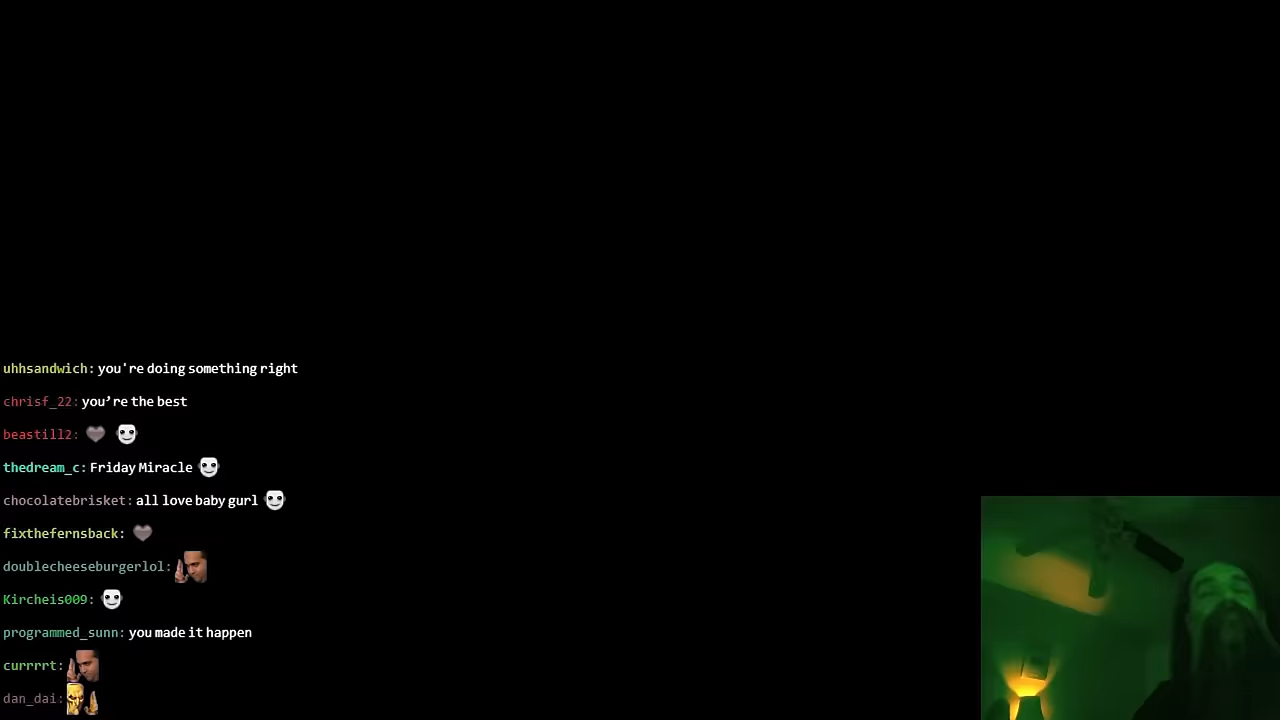 uhhsandwich: you're doing something right
chrisf_22: you’re the best
beastill2:
thedream_c: Friday Miracle
chocolatebrisket: all love baby gurl
fixthefernsback:
doublecheeseburgerlol:
Kircheis009:
programmed_sunn: you made it happen
currrrt:
dan_dai: